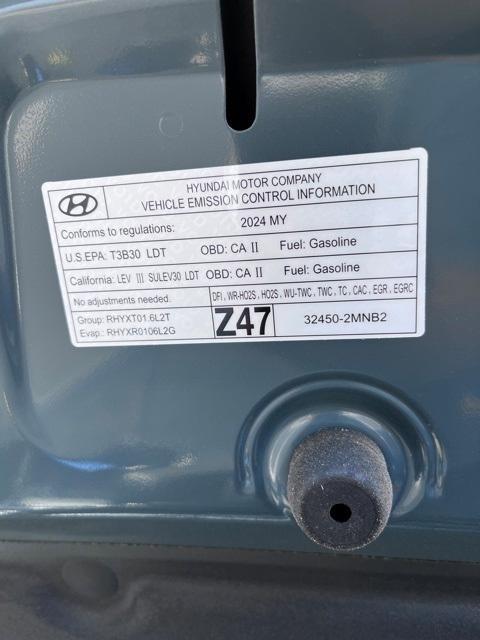 HYUNDAI MOTOR COMPANY
VEHICLE EMISSION CONTROL INFORMATION
Conforms to regulations: 2024 MY
U.S.EPA: T3B30 LDT OBD: CA II Fuel: Gasoline
California: LEV III SULEV30 LDT OBD: CA II Fuel: Gasoline
No adjustments needed.
DFI, WR-HO2S, HO2S, WU-TWC, TWC, TC, CAC, EGR, EGRC
Group: RHYXT01.6L2T
Evap.: RHYXR0106L2G
Z47
32450-2MNB2